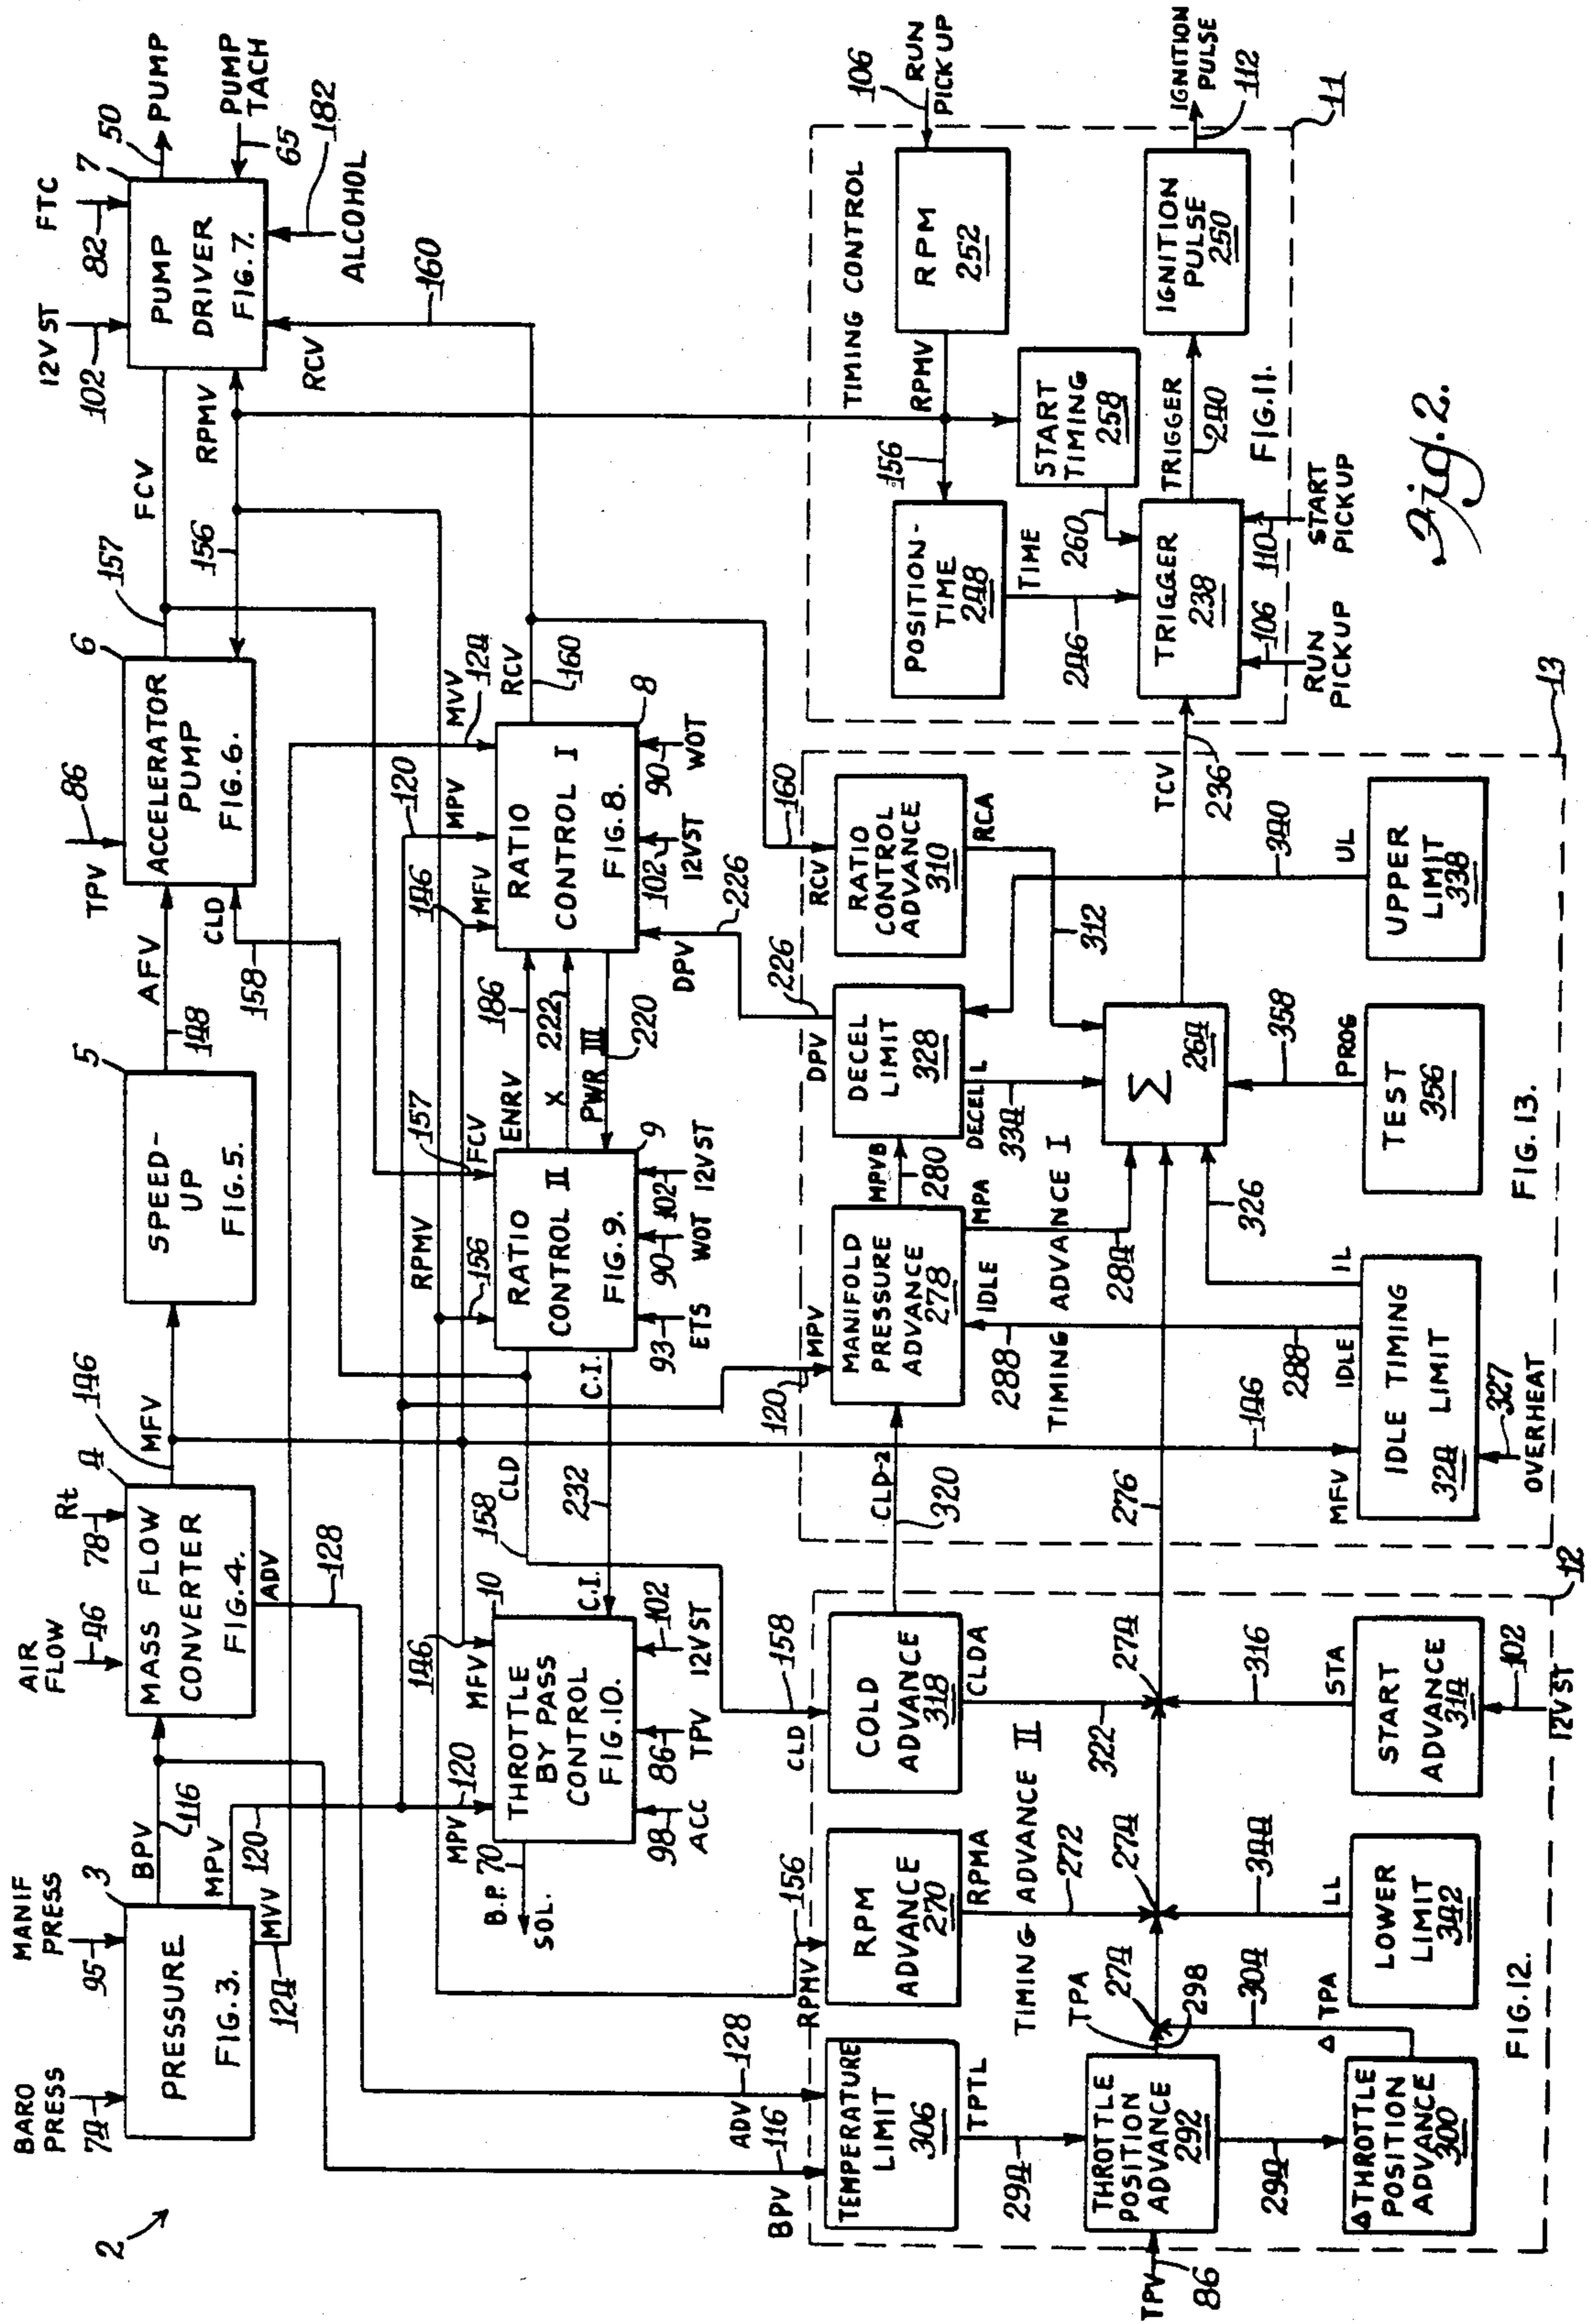 2
BARO
PRESS
74
MANIF
PRESS
95
3
PRESSURE
FIG. 3.
BPV
116
MPV
120
MVV
124
AIR
FLOW
46
Rt
78
4
MASS FLOW
CONVERTER
FIG. 4.
ADV
128
MFV
146
5
SPEED-
UP
FIG. 5.
AFV
148
TPV
86
CLD
158
6
ACCELERATOR
PUMP
FIG. 6.
157
FCV
156
RPMV
12V ST
102
FTC
82
7
PUMP
DRIVER
FIG. 7.
50
PUMP
PUMP
TACH
65
182
ALCOHOL
RCV
160
B.P. 70
SOL.
MPV
120
MFV
146
10
THROTTLE
BY PASS
CONTROL
FIG. 10.
C.I.
98
ACC
86
TPV
102
12V ST
158
CLD
232
C.I.
RPMV
156
157
FCV
9
RATIO
CONTROL II
FIG. 9.
93
ETS
90
WOT
102
12V ST
ENRV
186
X
222
PWR III
220
146
MFV
120
MPV
MVV
124
8
RATIO
CONTROL I
FIG. 8.
DPV
226
102
12VST
90
WOT
RCV
160
BPV
116
ADV
128
TEMPERATURE
LIMIT
306
TPTL
294
TPV
86
THROTTLE
POSITION
ADVANCE
292
294
Δ THROTTLE
POSITION
ADVANCE
300
TPA
298
274
304
Δ TPA
RPMV
156
RPM
ADVANCE
270
RPMA
272
TIMING ADVANCE II
274
344
LL
LOWER
LIMIT
342
CLD
158
COLD
ADVANCE
318
CLDA
322
274
316
STA
START
ADVANCE
314
102
12V ST
FIG. 12.
12
CLD-2
320
276
120
MPV
MANIFOLD
PRESSURE
ADVANCE
278
IDLE
288
MPA
284
TIMING ADVANCE I
MPVB
280
146
MFV
288
IDLE
IL
326
IDLE TIMING
LIMIT
324
327
OVERHEAT
DPV
226
DECEL
LIMIT
328
DECEL L
334
Σ
264
358
PROG
TEST
356
RCV
160
RATIO
CONTROL
ADVANCE
310
RCA
312
340
UL
UPPER
LIMIT
338
TCV
236
FIG. 13.
13
TIMING CONTROL
106
RUN
PICK UP
RPM
252
RPMV
156
POSITION-
TIME
248
TIME
246
START
TIMING
258
260
TRIGGER
238
TRIGGER
240
106
RUN
PICKUP
110
START
PICKUP
IGNITION
PULSE
250
IGNITION
PULSE
112
FIG. 11.
11
Fig. 2.